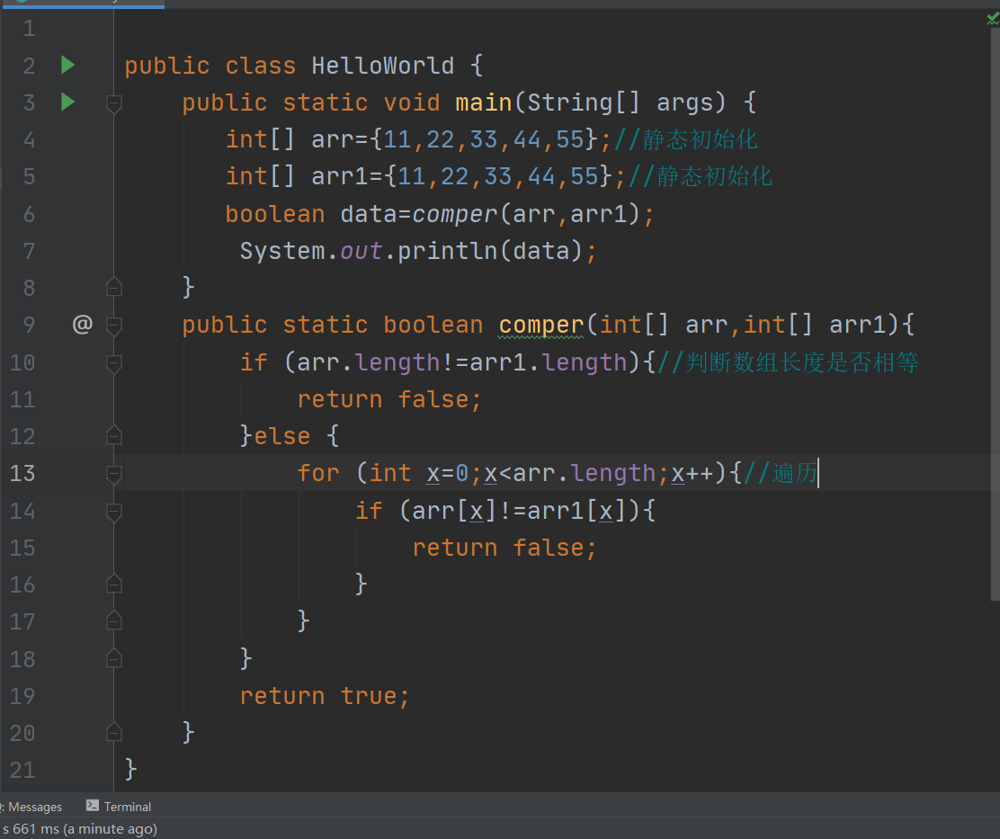 1
2 public class HelloWorld {
3 public static void main(String[] args) {
4 int[] arr={11,22,33,44,55};//静态初始化
5 int[] arr1={11,22,33,44,55};//静态初始化
6 boolean data=comper(arr,arr1);
7 System.out.println(data);
8 }
9 @ public static boolean comper(int[] arr,int[] arr1){
10 if (arr.length!=arr1.length){//判断数组长度是否相等
11 return false;
12 }else {
13 for (int x=0;x<arr.length;x++){//遍历
14 if (arr[x]!=arr1[x]){
15 return false;
16 }
17 }
18 }
19 return true;
20 }
21 }
: Messages Terminal
s 661 ms (a minute ago)